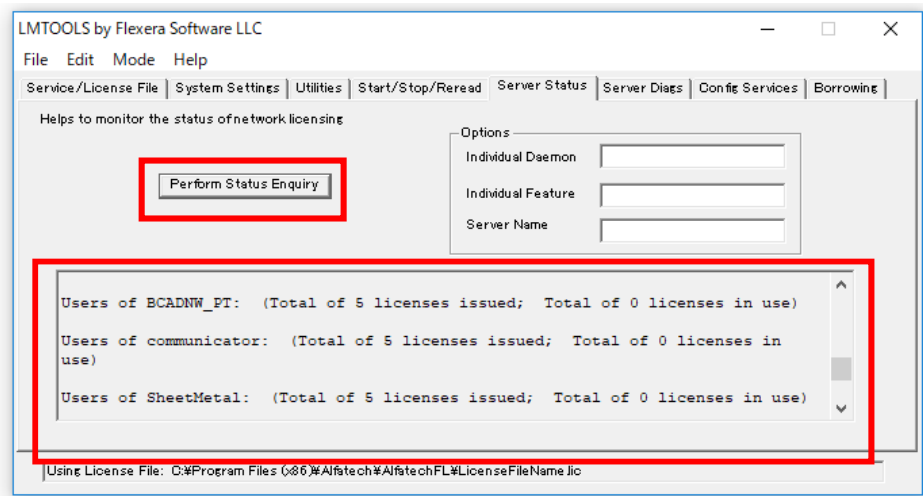 LMTOOLS by Flexera Software LLC
File Edit Mode Help
Service/License File System Settings Utilities Start/Stop/Reread Server Status Server Diags Config Services Borrowing
Helps to monitor the status of network licensing
Options
Individual Daemon
Perform Status Enquiry
Individual Feature
Server Name
Users of BCADNW_PT: (Total of 5 licenses issued; Total of 0 licenses in use)
Users of communicator: (Total of 5 licenses issued; Total of 0 licenses in
use)
Users of SheetMetal: (Total of 5 licenses issued; Total of 0 licenses in use)
Using License File: C:¥Program Files (x86)¥Alfatech¥AlfatechFL¥LicenseFileName.lic